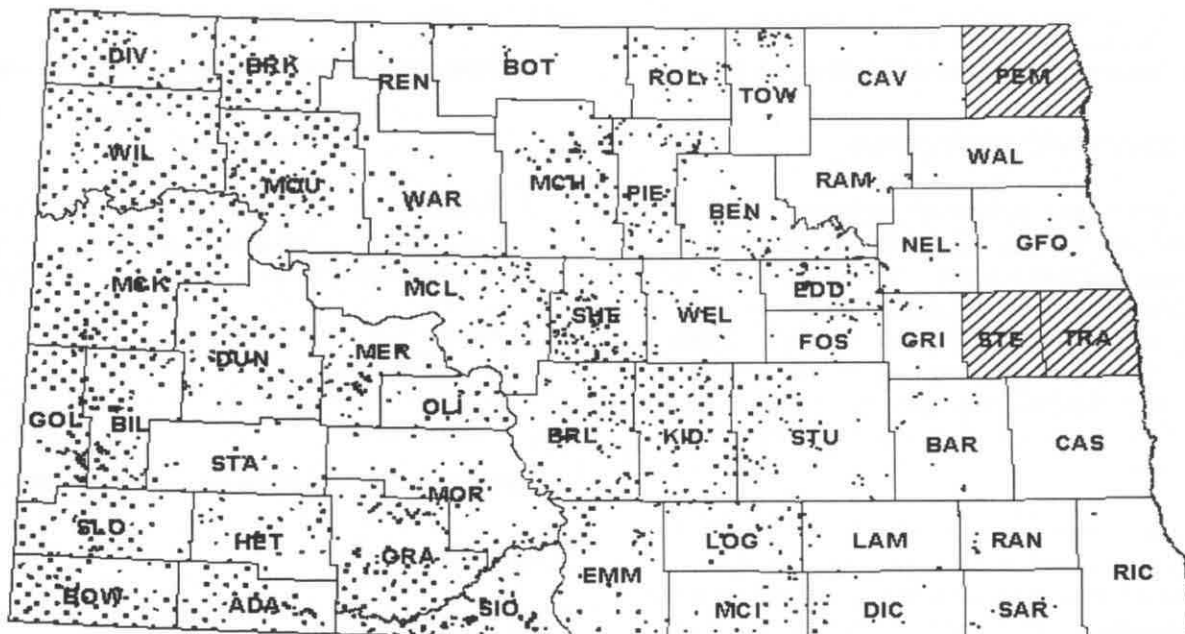 DIV BRK REN BOT ROL TOW CAV PEM
WIL MOU WAR MCH PIE BEN RAM WAL
NEL GFO
MCK MCL SHE WEL EDD
DUN MER FOS GRI STE TRA
GOL BIL OLI BRL KID STU BAR CAS
STA MOR
SLO HET GRA LOG LAM RAN RIC
BOW ADA SIO EMM MCI DIC SAR